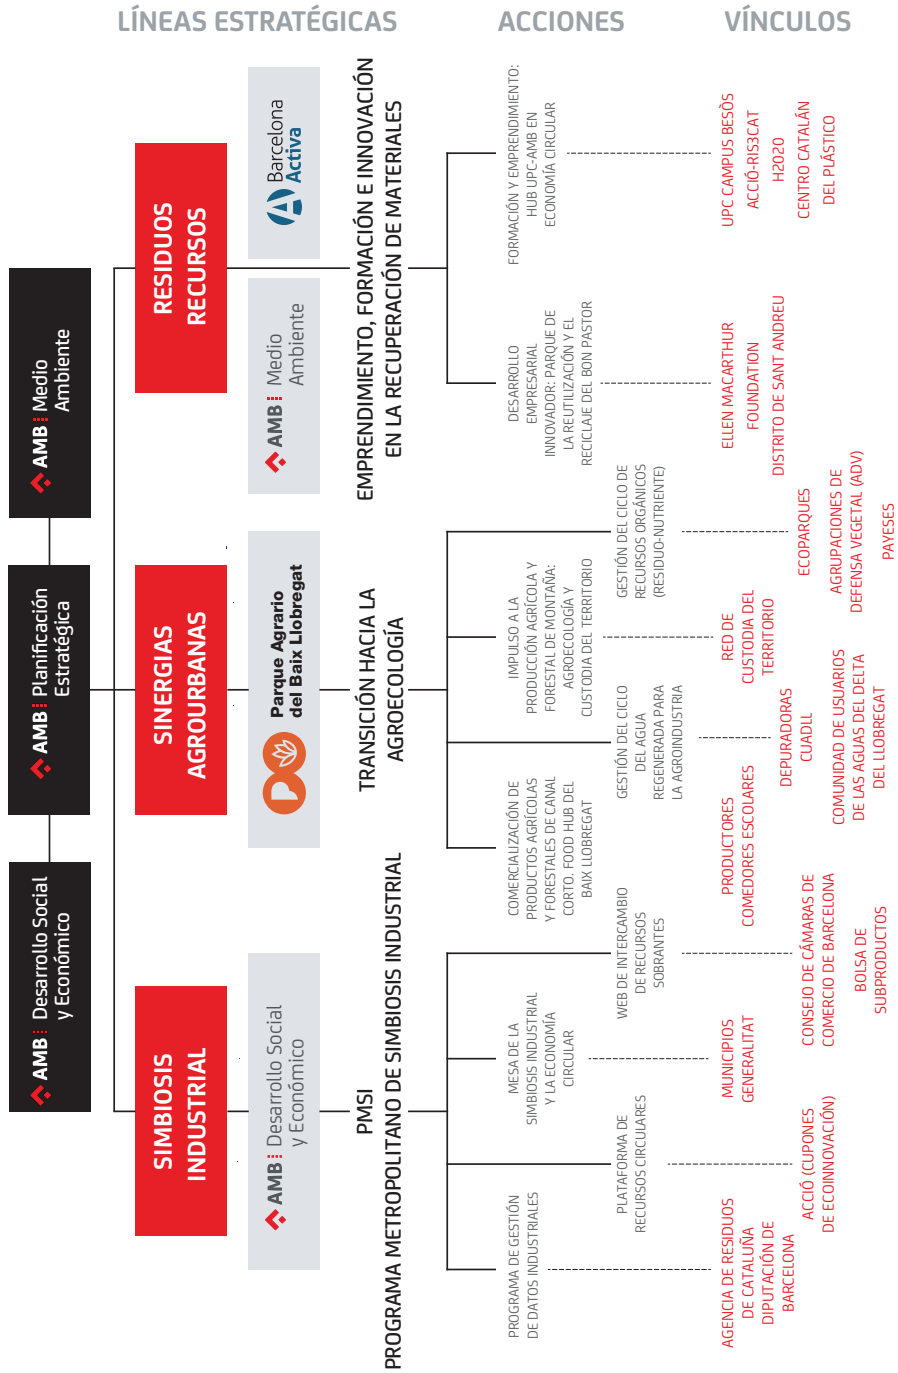 LÍNEAS ESTRATÉGICAS
ACCIONES
VÍNCULOS
AMB Desarrollo Social
y Económico
AMB Planificación
Estratégica
AMB Medio
Ambiente
SIMBIOSIS
INDUSTRIAL
SINERGIAS
AGROURBANAS
RESIDUOS
RECURSOS
AMB Desarrollo Social
y Económico
Parque Agrario
del Baix Llobregat
AMB Medio
Ambiente
Barcelona
Activa
PMSI
PROGRAMA METROPOLITANO DE SIMBIOSIS INDUSTRIAL
TRANSICIÓN HACIA LA
AGROECOLOGÍA
EMPRENDIMIENTO, FORMACIÓN E INNOVACIÓN
EN LA RECUPERACIÓN DE MATERIALES
PROGRAMA DE GESTIÓN
DE DATOS INDUSTRIALES
PLATAFORMA DE
RECURSOS CIRCULARES
MESA DE LA
SIMBIOSIS INDUSTRIAL
Y LA ECONOMÍA
CIRCULAR
WEB DE INTERCAMBIO
DE RECURSOS
SOBRANTES
COMERCIALIZACIÓN DE
PRODUCTOS AGRÍCOLAS
Y FORESTALES DE CANAL
CORTO. FOOD HUB DEL
BAIX LLOBREGAT
GESTIÓN DEL CICLO
DEL AGUA
REGENERADA PARA
LA AGROINDUSTRIA
IMPULSO A LA
PRODUCCIÓN AGRÍCOLA Y
FORESTAL DE MONTAÑA:
AGROECOLOGÍA Y
CUSTODIA DEL TERRITORIO
GESTIÓN DEL CICLO DE
RECURSOS ORGÁNICOS
(RESIDUO-NUTRIENTE)
DESARROLLO
EMPRESARIAL
INNOVADOR: PARQUE DE
LA REUTILIZACIÓN Y EL
RECICLAJE DEL BON PASTOR
FORMACIÓN Y EMPRENDIMIENTO:
HUB UPC-AMB EN
ECONOMÍA CIRCULAR
AGENCIA DE RESIDUOS
DE CATALUÑA
DIPUTACIÓN DE
BARCELONA
ACCIÓ (CUPONES
DE ECOINNOVACIÓN)
MUNICIPIOS
GENERALITAT
CONSEJO DE CÁMARAS DE
COMERCIO DE BARCELONA
BOLSA DE
SUBPRODUCTOS
PRODUCTORES
COMEDORES ESCOLARES
DEPURADORAS
CUADLL
COMUNIDAD DE USUARIOS
DE LAS AGUAS DEL DELTA
DEL LLOBREGAT
RED DE
CUSTODIA DEL
TERRITORIO
ECOPARQUES
AGRUPACIONES DE
DEFENSA VEGETAL (ADV)
PAYESES
ELLEN MACARTHUR
FOUNDATION
DISTRITO DE SANT ANDREU
UPC CAMPUS BESÒS
ACCIÓ-RIS3CAT
H2020
CENTRO CATALÁN
DEL PLÁSTICO